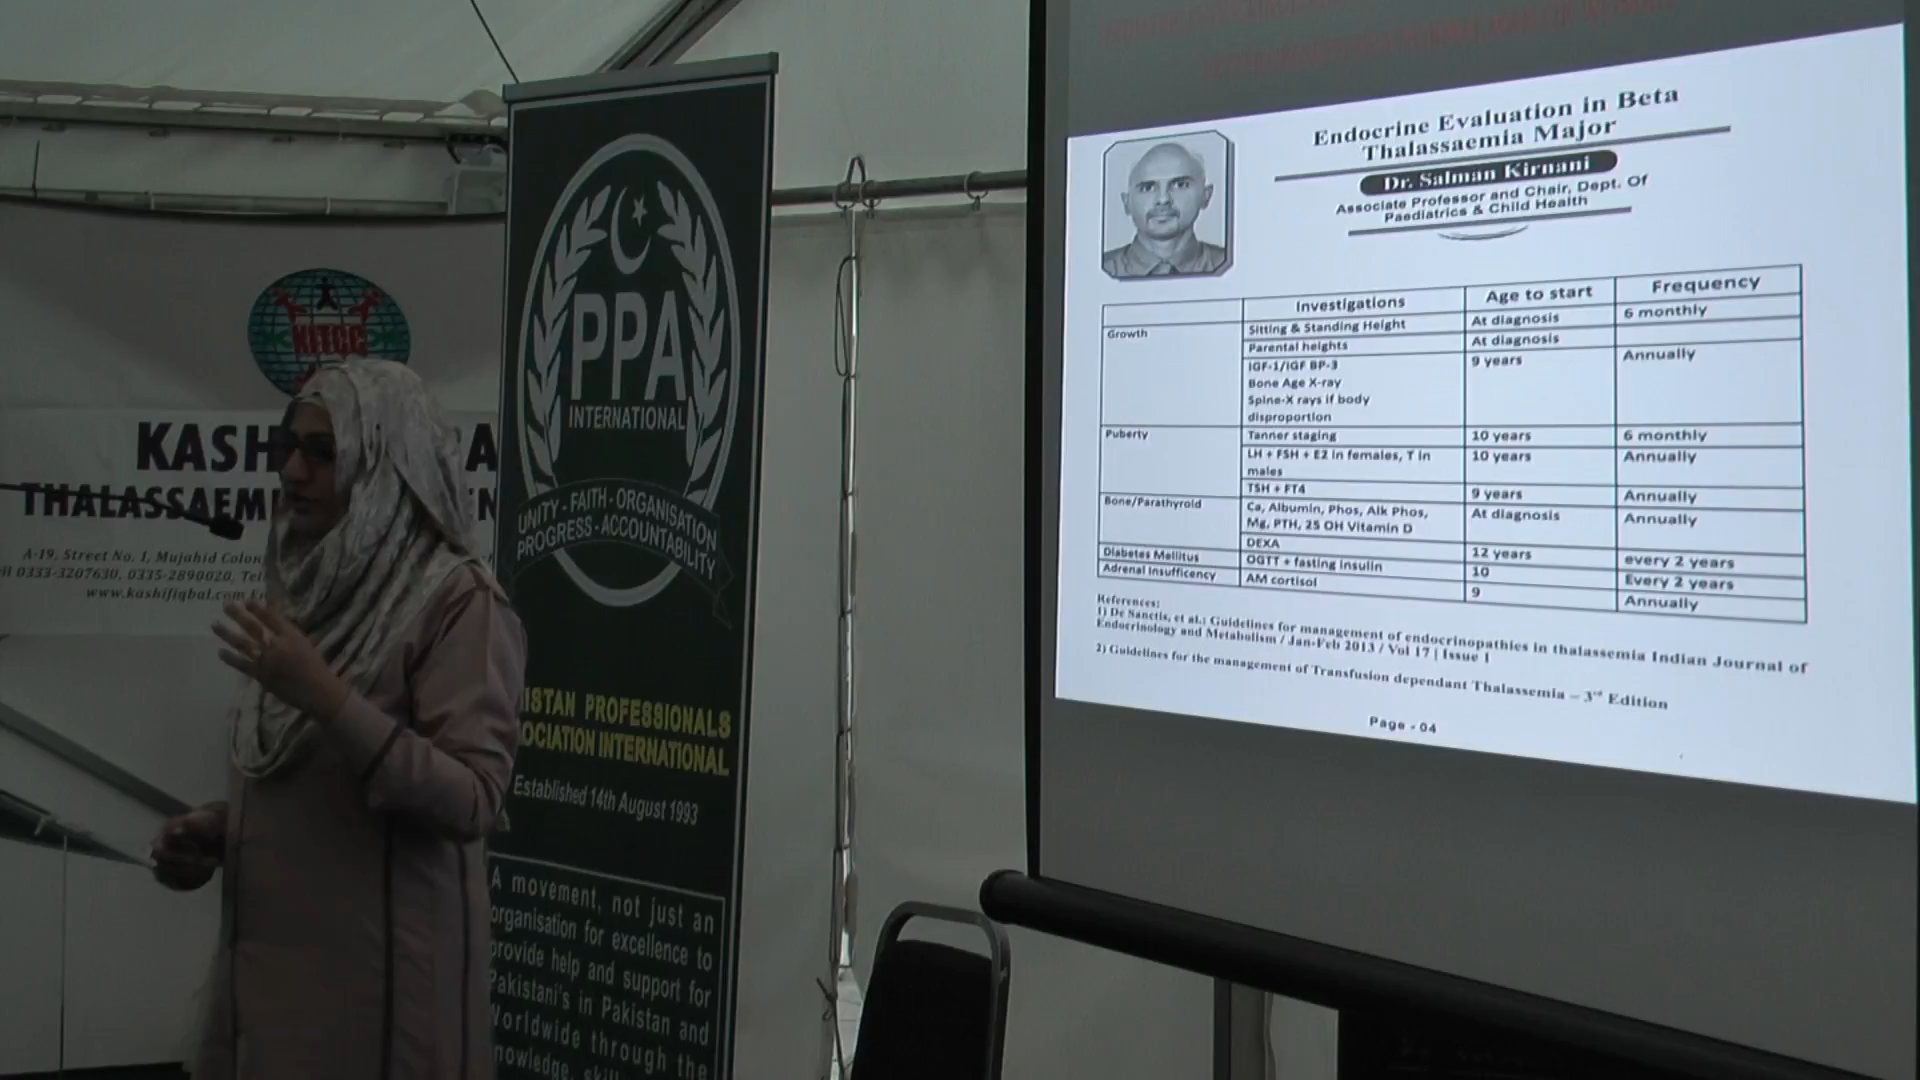 KITCC
KASH
THALASSAEMI
A-19, Street No. 1, Mujahid Colon
il 0333-3207630, 0335-2890020, Tel
www.kashifiqbal.com
PPA
INTERNATIONAL
UNITY - FAITH - ORGANISATION
PROGRESS - ACCOUNTABILITY
ISTAN PROFESSIONALS
OCIATION INTERNATIONAL
Established 14th August 1993
A movement, not just an
organisation for excellence to
provide help and support for
Pakistani's in Pakistan and
Worldwide through the
nowledge,
Endocrine Evaluation in Beta
Thalassaemia Major
Dr. Salman Kirnani
Associate Professor and Chair, Dept. Of
Paediatrics & Child Health
Investigations Age to start Frequency
Growth Sitting & Standing Height At diagnosis 6 monthly
Parental heights At diagnosis
IGF-1/IGF BP-3 9 years Annually
Bone Age X-ray
Spine-X rays if body
disproportion
Puberty Tanner staging 10 years 6 monthly
LH + FSH + E2 in females, T in 10 years Annually
males
TSH + FT4 9 years Annually
Bone/Parathyroid Ca, Albumin, Phos, Alk Phos, At diagnosis Annually
Mg, PTH, 25 OH Vitamin D
DEXA 12 years every 2 years
Diabetes Mellitus OGTT + fasting insulin 10 Every 2 years
Adrenal Insufficency AM cortisol 9 Annually
References:
1) De Sanctis, et al.; Guidelines for management of endocrinopathies in thalassemia Indian Journal of
Endocrinology and Metabolism / Jan-Feb 2013 / Vol 17 | Issue 1
2) Guidelines for the management of Transfusion dependant Thalassemia – 3rd Edition
Page - 04